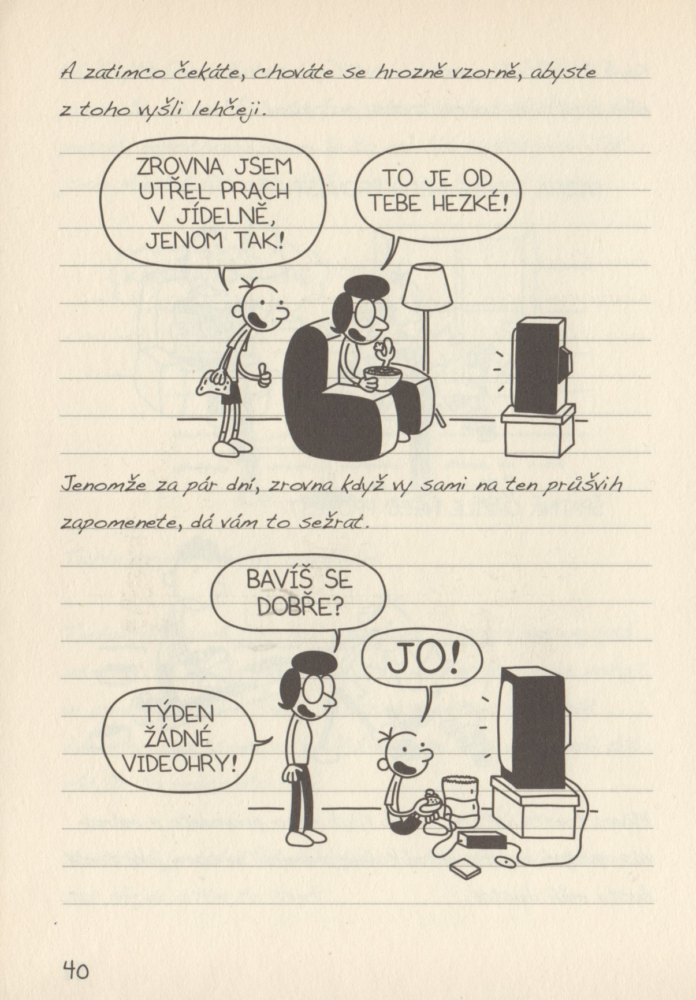 A zatímco čekáte, chováte se hrozně vzorně, abyste
z toho vyšli lehčeji.
ZROVNA JSEM
UTŘEL PRACH
V JÍDELNĚ,
JENOM TAK!
TO JE OD
TEBE HEZKÉ!
Jenomže za pár dní, zrovna když vy sami na ten průšvih
zapomenete, dá vám to sežrat.
BAVÍŠ SE
DOBŘE?
JO!
TÝDEN
ŽÁDNÉ
VIDEOHRY!
40